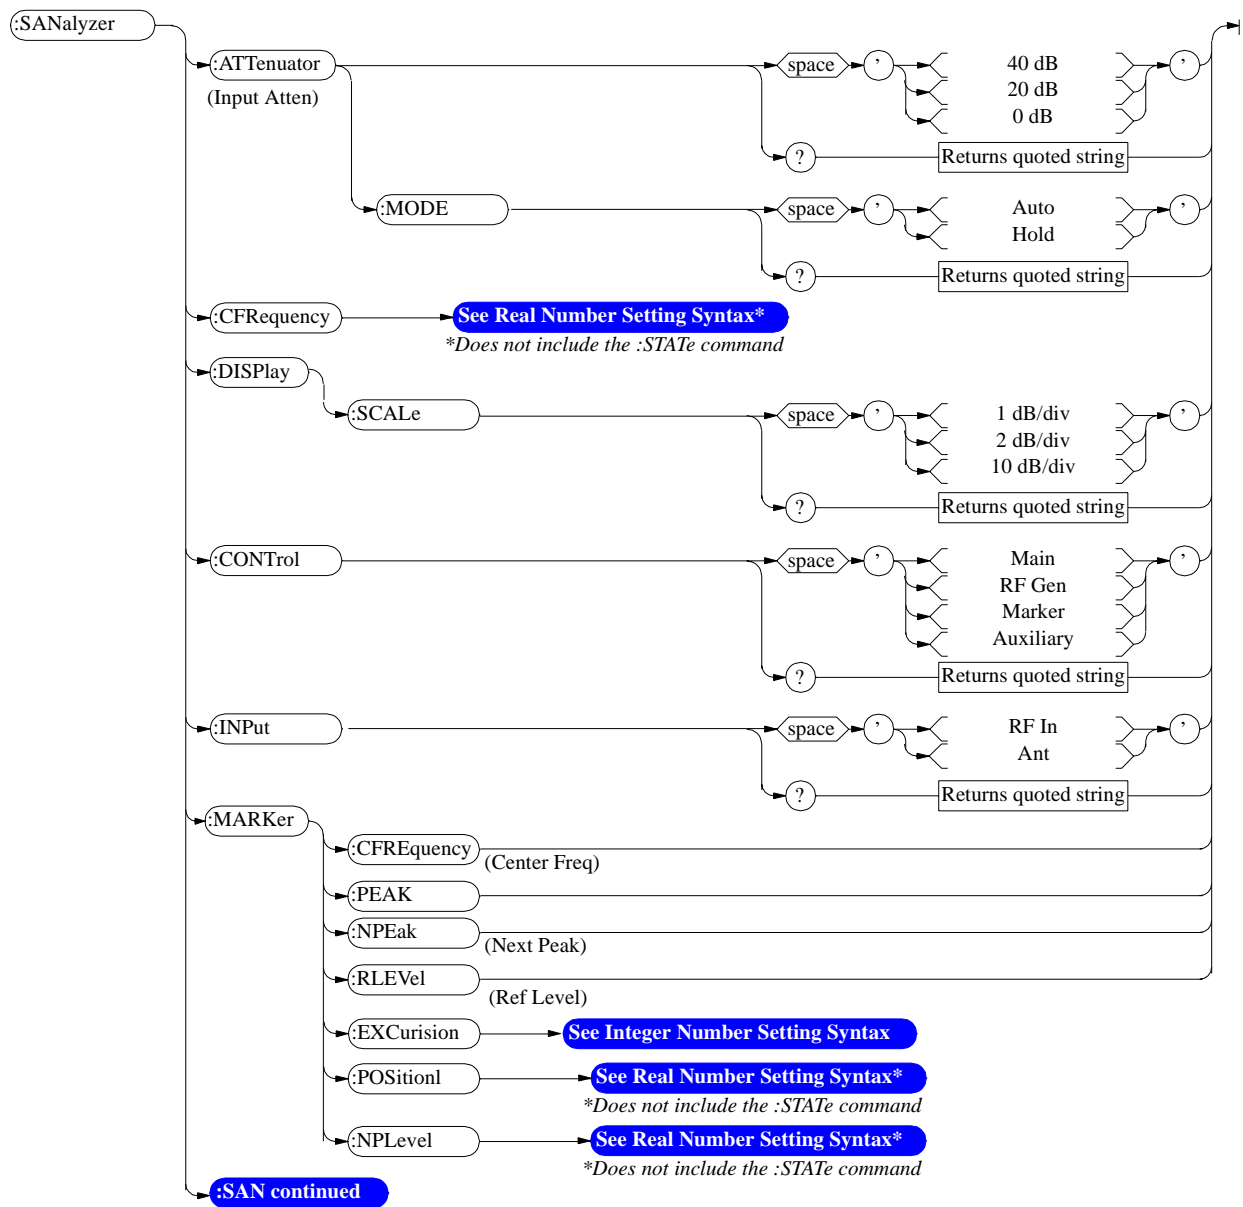 :SANalyzer
:ATTenuator
(Input Atten)
space
’
40 dB
20 dB
0 dB
’
?
Returns quoted string
:MODE
space
’
Auto
Hold
’
?
Returns quoted string
:CFRequency
See Real Number Setting Syntax*
*Does not include the :STATe command
:DISPlay
:SCALe
space
’
1 dB/div
2 dB/div
10 dB/div
’
?
Returns quoted string
:CONTrol
space
’
Main
RF Gen
Marker
Auxiliary
’
?
Returns quoted string
:INPut
space
’
RF In
Ant
’
?
Returns quoted string
:MARKer
:CFREquency
(Center Freq)
:PEAK
:NPEak
(Next Peak)
:RLEVel
(Ref Level)
:EXCurision
See Integer Number Setting Syntax
:POSitionl
See Real Number Setting Syntax*
*Does not include the :STATe command
:NPLevel
See Real Number Setting Syntax*
*Does not include the :STATe command
:SAN continued